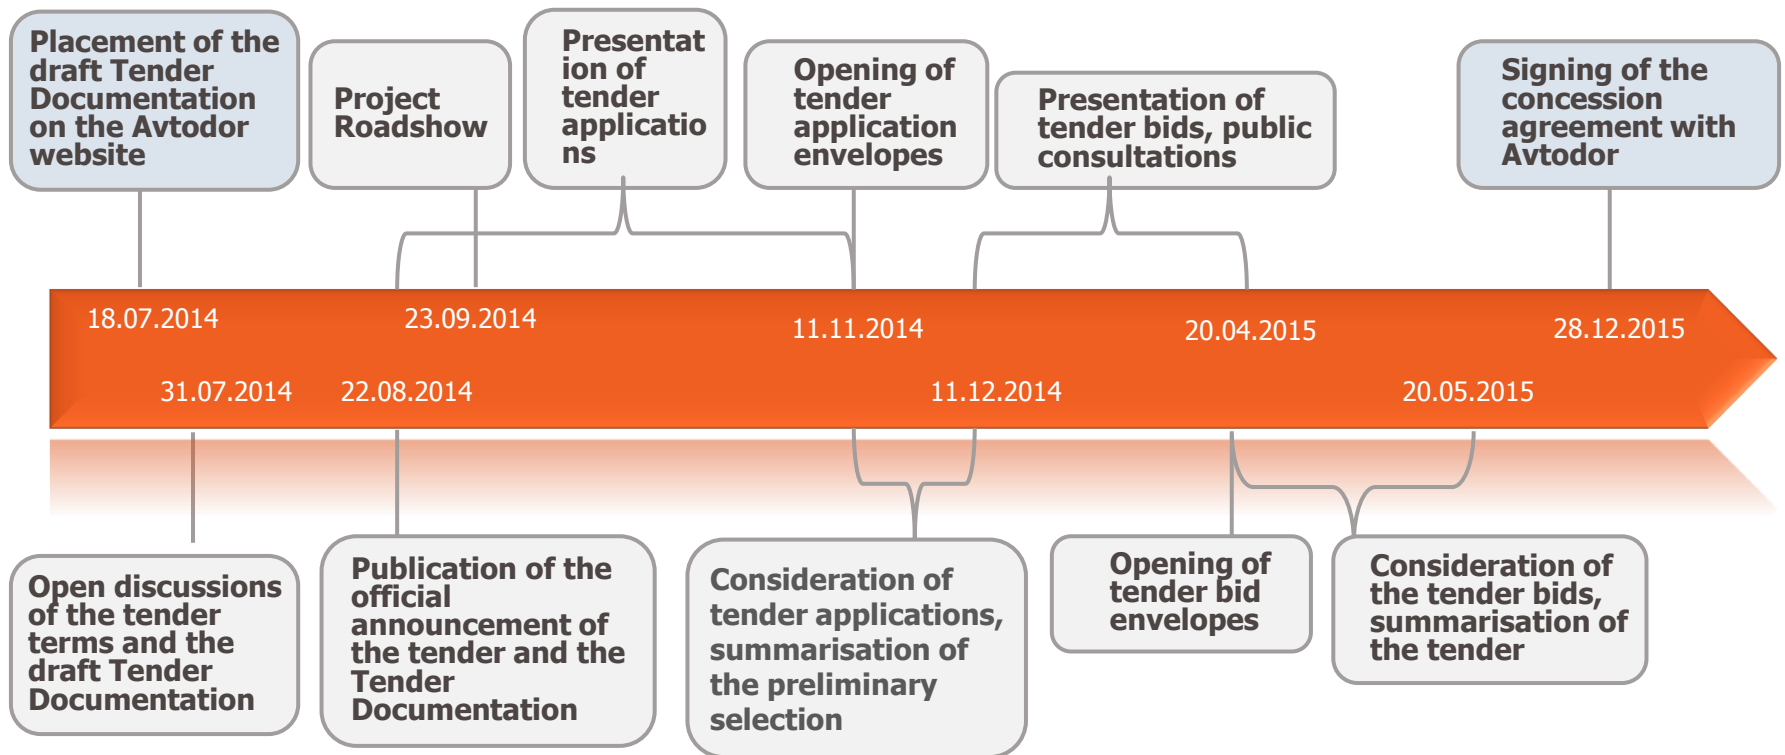 Placement of the
draft Tender
Documentation
on the Avtodor
website
Project
Roadshow
Presentat
ion of
tender
applicatio
ns
Opening of
tender
application
envelopes
Presentation of
tender bids, public
consultations
Signing of the
concession
agreement with
Avtodor
18.07.2014
23.09.2014
11.11.2014
20.04.2015
28.12.2015
31.07.2014
22.08.2014
11.12.2014
20.05.2015
Open discussions
of the tender
terms and the
draft Tender
Documentation
Publication of the
official
announcement of
the tender and the
Tender
Documentation
Consideration of
tender applications,
summarisation of
the preliminary
selection
Opening of
tender bid
envelopes
Consideration of
the tender bids,
summarisation of
the tender